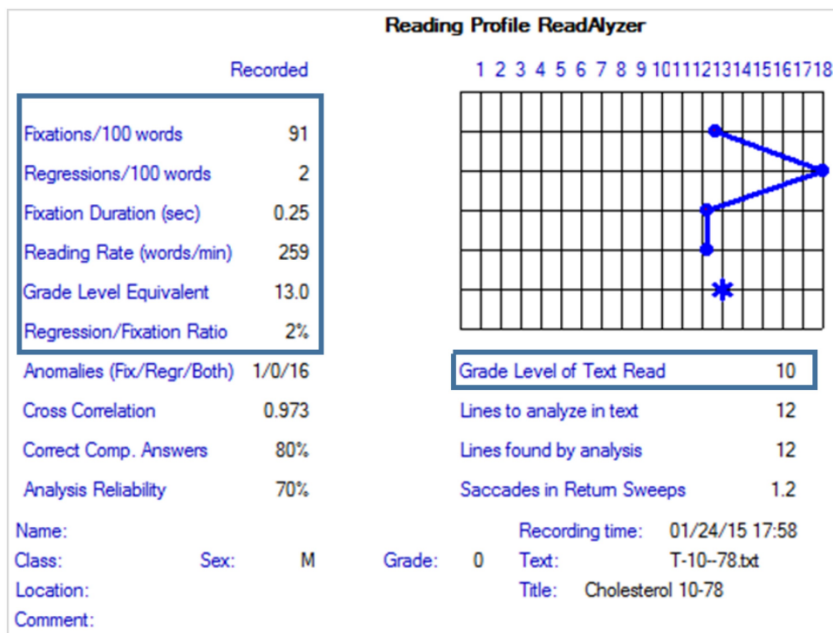 Reading Profile ReadAlyzer
Recorded 1 2 3 4 5 6 7 8 9 10 11 12 13 14 15 16 17 18
Fixations/100 words 91
Regressions/100 words 2
Fixation Duration (sec) 0.25
Reading Rate (words/min) 259
Grade Level Equivalent 13.0
Regression/Fixation Ratio 2%
Anomalies (Fix/Regr/Both) 1/0/16 Grade Level of Text Read 10
Cross Correlation 0.973 Lines to analyze in text 12
Correct Comp. Answers 80% Lines found by analysis 12
Analysis Reliability 70% Saccades in Return Sweeps 1.2
Name: Recording time: 01/24/15 17:58
Class: Sex: M Grade: 0 Text: T-10--78.txt
Location: Title: Cholesterol 10-78
Comment: